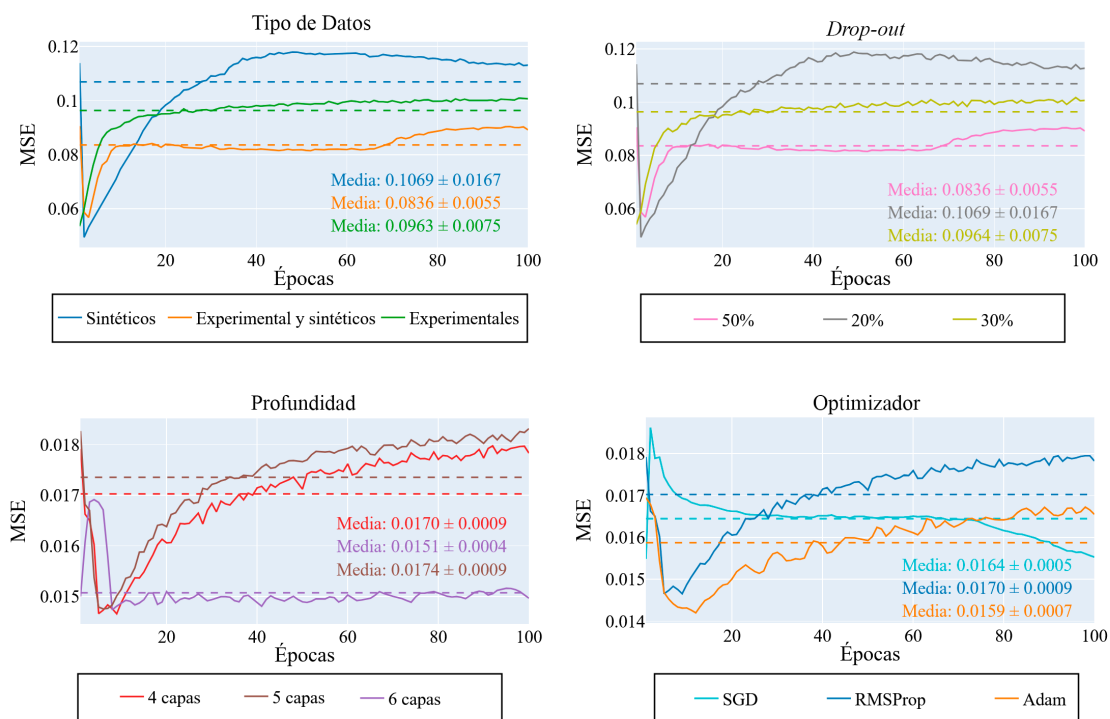 Tipo de Datos
MSE
0.12
0.1
0.08
0.06
Media: 0.1069 ± 0.0167
Media: 0.0836 ± 0.0055
Media: 0.0963 ± 0.0075
20 40 60 80 100
Épocas
Sintéticos Experimental y sintéticos Experimentales
Drop-out
MSE
0.12
0.1
0.08
0.06
Media: 0.0836 ± 0.0055
Media: 0.1069 ± 0.0167
Media: 0.0964 ± 0.0075
20 40 60 80 100
Épocas
50% 20% 30%
Profundidad
MSE
0.018
0.017
0.016
0.015
Media: 0.0170 ± 0.0009
Media: 0.0151 ± 0.0004
Media: 0.0174 ± 0.0009
20 40 60 80 100
Épocas
4 capas 5 capas 6 capas
Optimizador
MSE
0.018
0.017
0.016
0.015
0.014
Media: 0.0164 ± 0.0005
Media: 0.0170 ± 0.0009
Media: 0.0159 ± 0.0007
20 40 60 80 100
Épocas
SGD RMSProp Adam